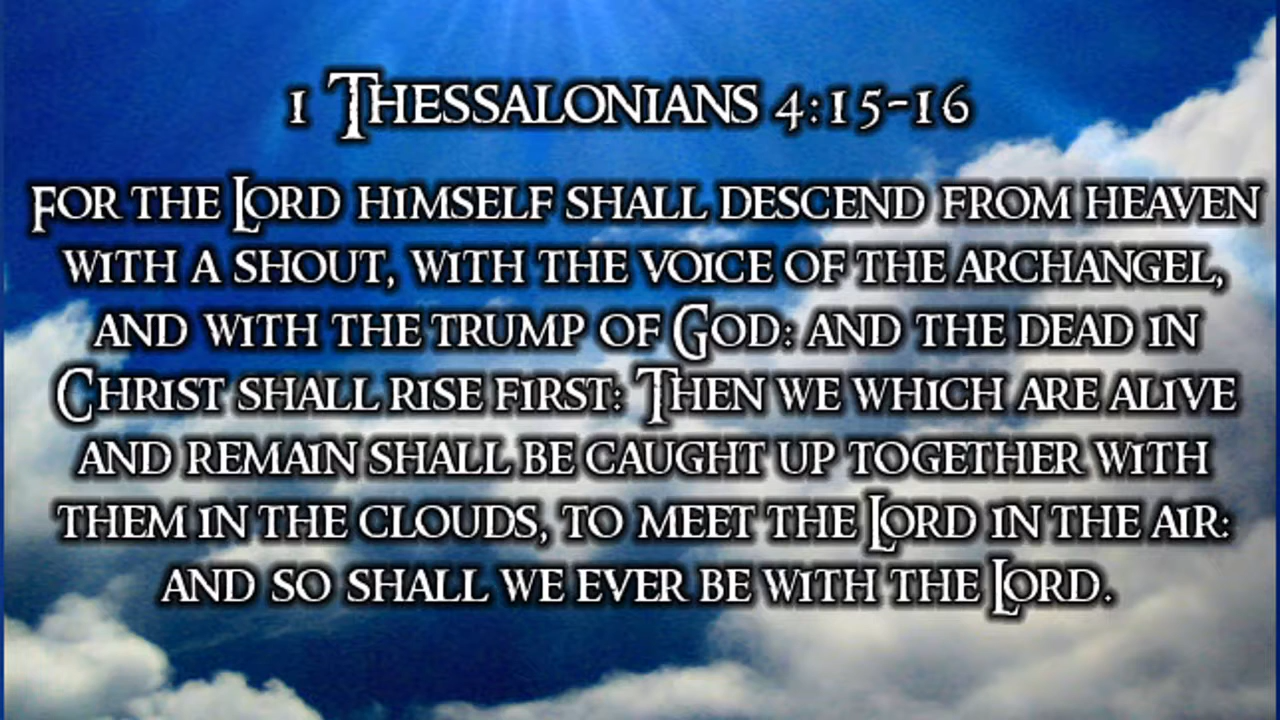 1 Thessalonians 4:15-16
For the Lord himself shall descend from heaven
with a shout, with the voice of the archangel,
and with the trump of God: and the dead in
Christ shall rise first: Then we which are alive
and remain shall be caught up together with
them in the clouds, to meet the Lord in the air:
and so shall we ever be with the Lord.